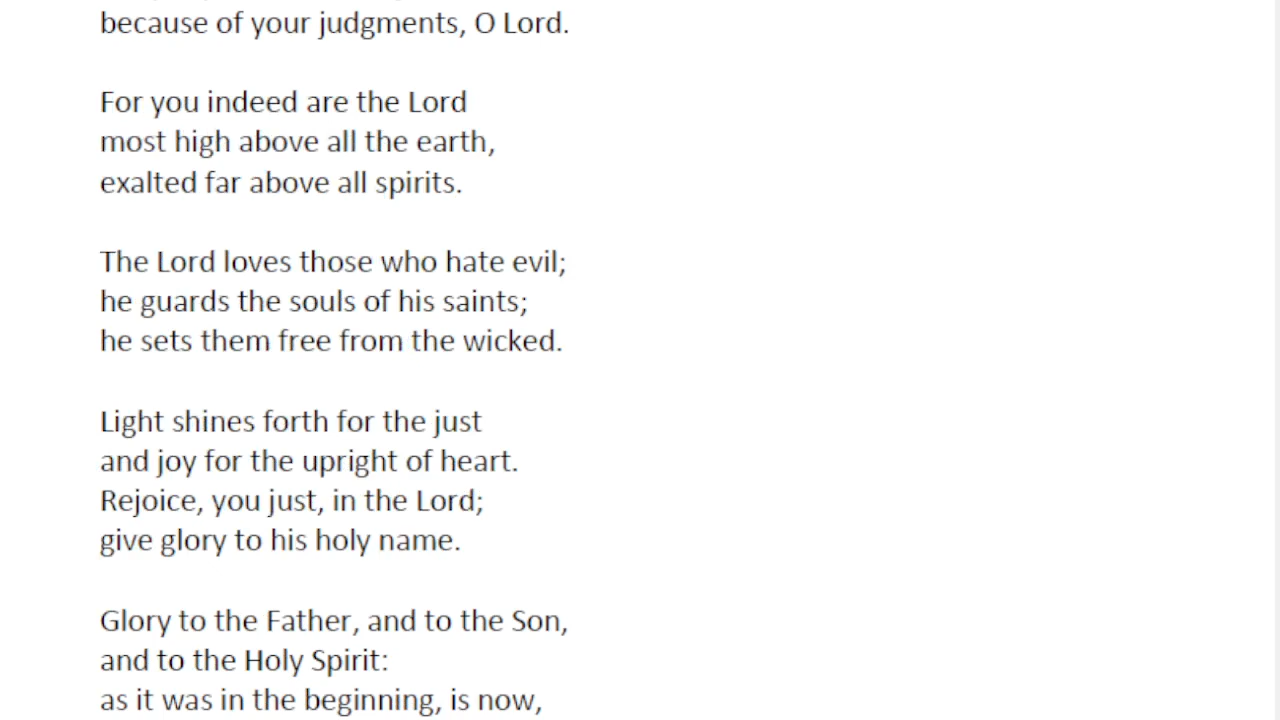 because of your judgments, O Lord.
For you indeed are the Lord
most high above all the earth,
exalted far above all spirits.
The Lord loves those who hate evil;
he guards the souls of his saints;
he sets them free from the wicked.
Light shines forth for the just
and joy for the upright of heart.
Rejoice, you just, in the Lord;
give glory to his holy name.
Glory to the Father, and to the Son,
and to the Holy Spirit:
as it was in the beginning, is now,